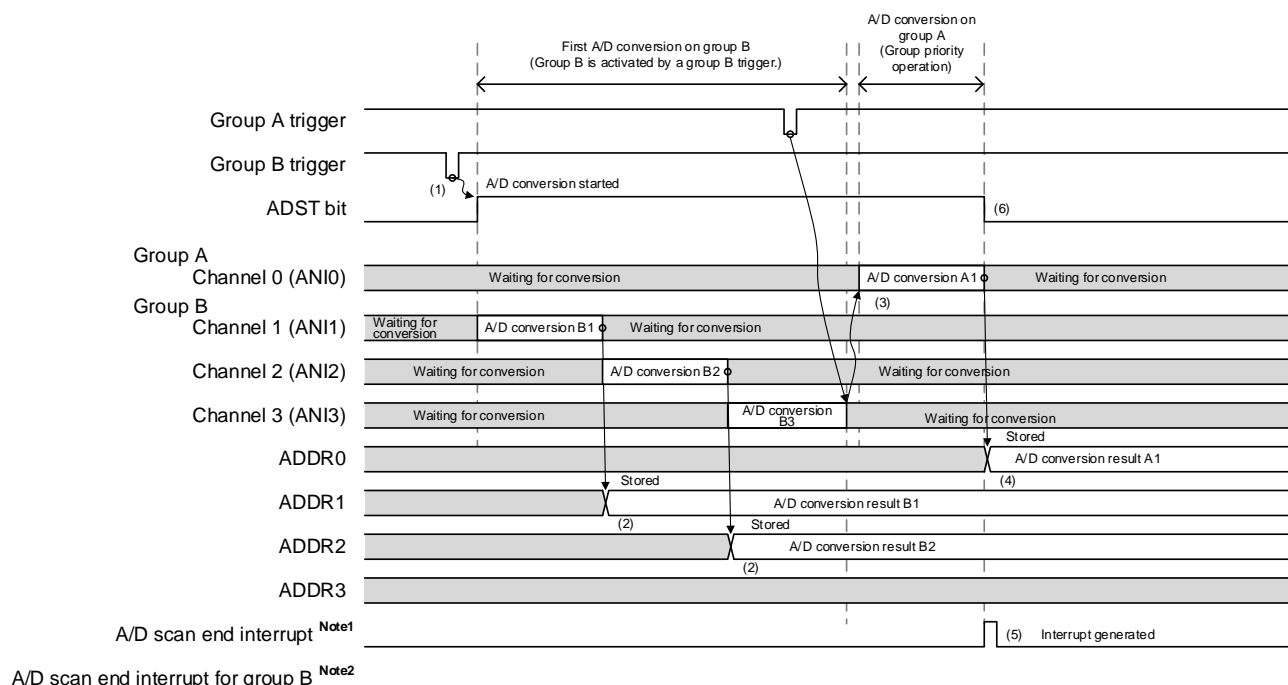 A/D conversion on
group A
(Group priority
operation)
First A/D conversion on group B
(Group B is activated by a group B trigger.)
Group A trigger
Group B trigger
(1)
A/D conversion started
ADST bit
(6)
Group A
Channel 0 (ANI0)
Waiting for conversion
A/D conversion A1
Waiting for conversion
(3)
Group B
Channel 1 (ANI1)
Waiting for
conversion
A/D conversion B1
Waiting for conversion
Channel 2 (ANI2)
Waiting for conversion
A/D conversion B2
Waiting for conversion
Channel 3 (ANI3)
Waiting for conversion
A/D conversion
B3
Waiting for conversion
Stored
ADDR0
A/D conversion result A1
(4)
Stored
ADDR1
A/D conversion result B1
(2)
Stored
ADDR2
A/D conversion result B2
(2)
ADDR3
A/D scan end interrupt Note1
(5) Interrupt generated
A/D scan end interrupt for group B Note2